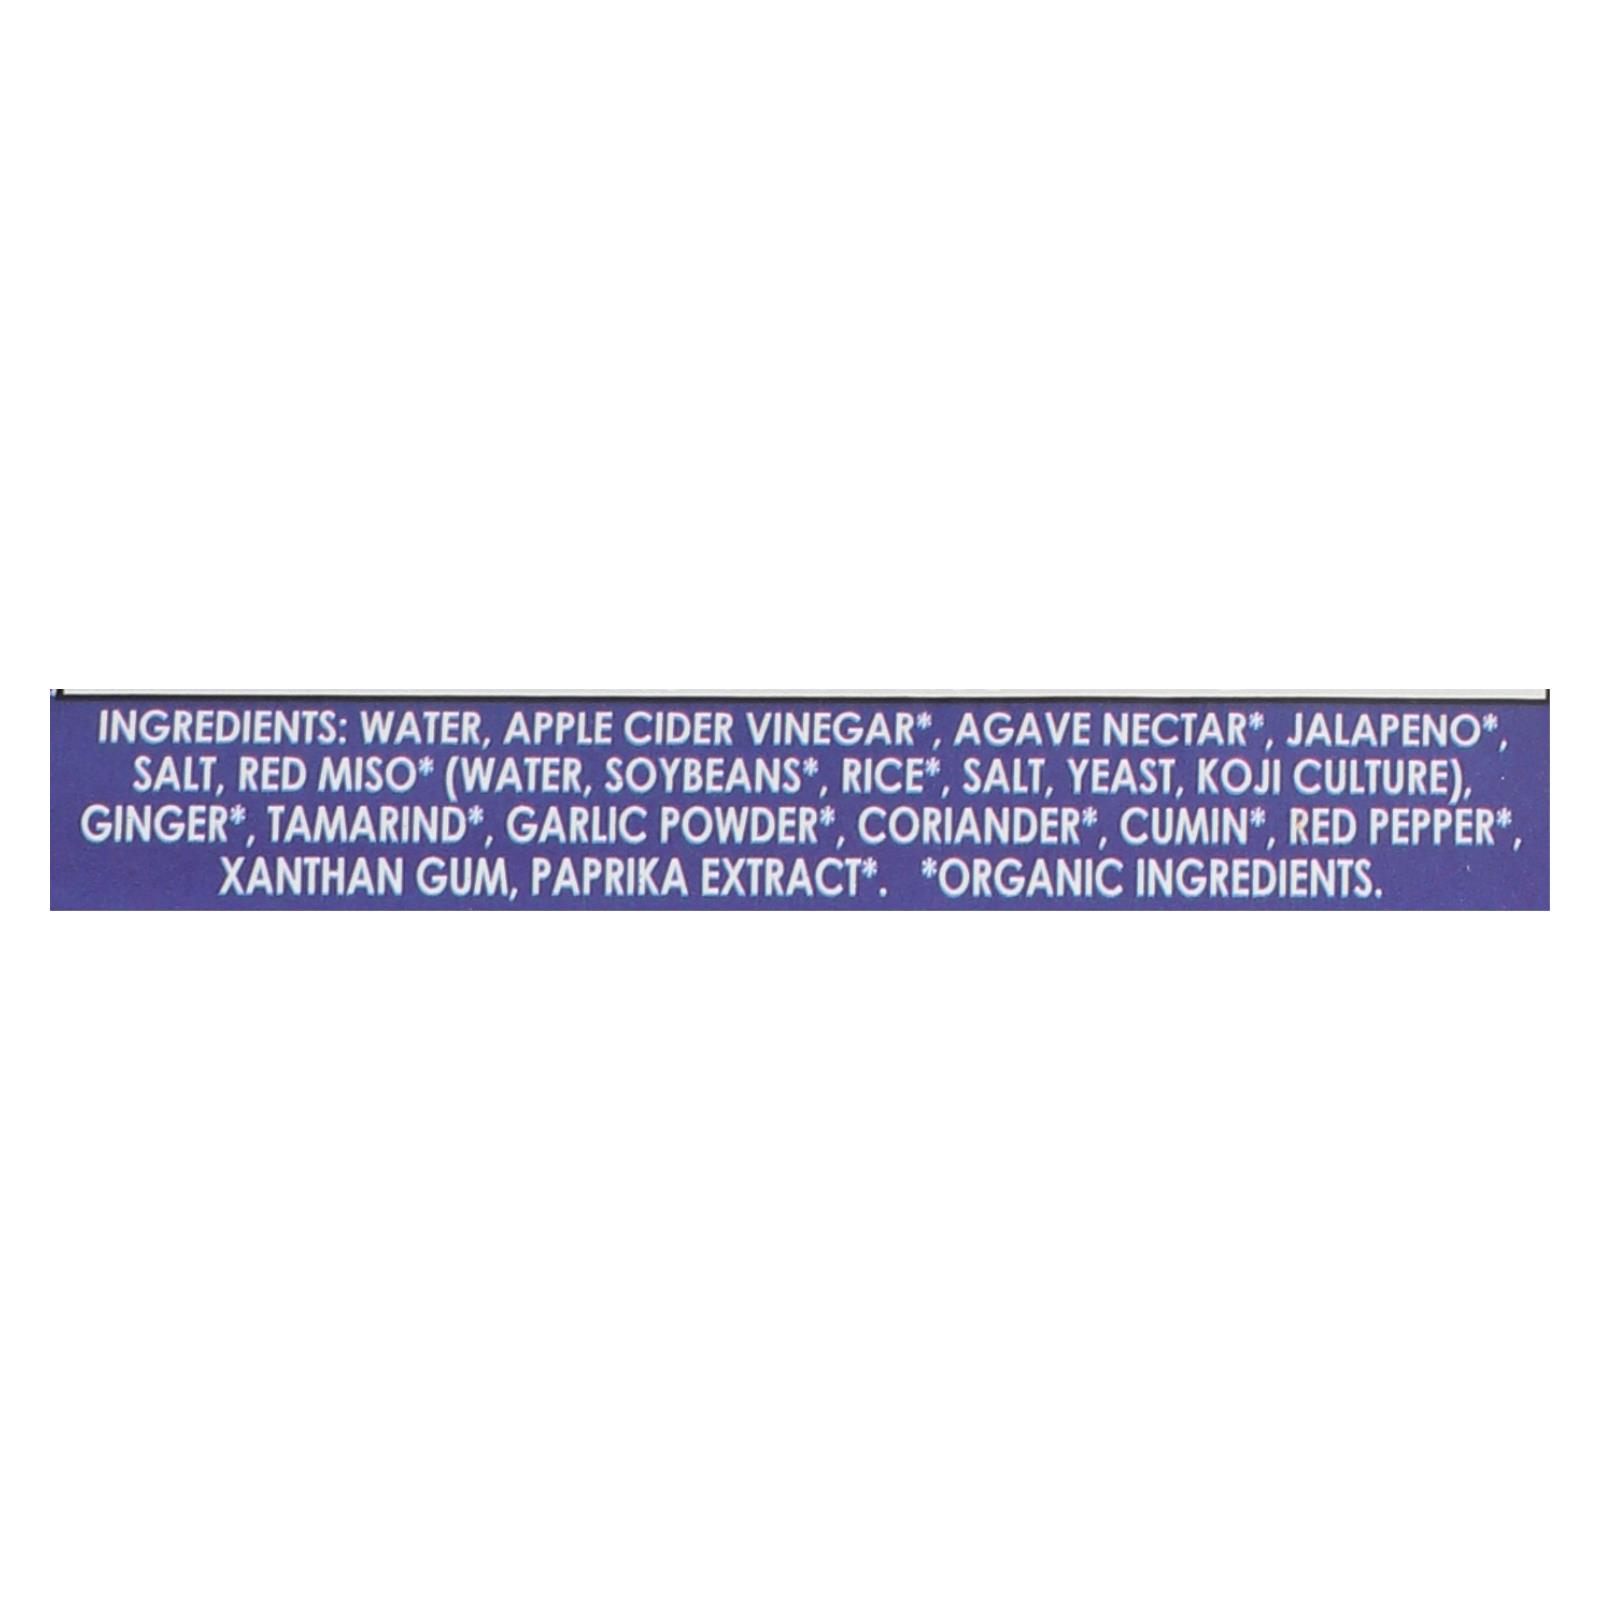 INGREDIENTS: WATER, APPLE CIDER VINEGAR*, AGAVE NECTAR*, JALAPENO*,
SALT, RED MISO* (WATER, SOYBEANS*, RICE*, SALT, YEAST, KOJI CULTURE),
GINGER*, TAMARIND*, GARLIC POWDER*, CORIANDER*, CUMIN*, RED PEPPER*,
XANTHAN GUM, PAPRIKA EXTRACT*. *ORGANIC INGREDIENTS.